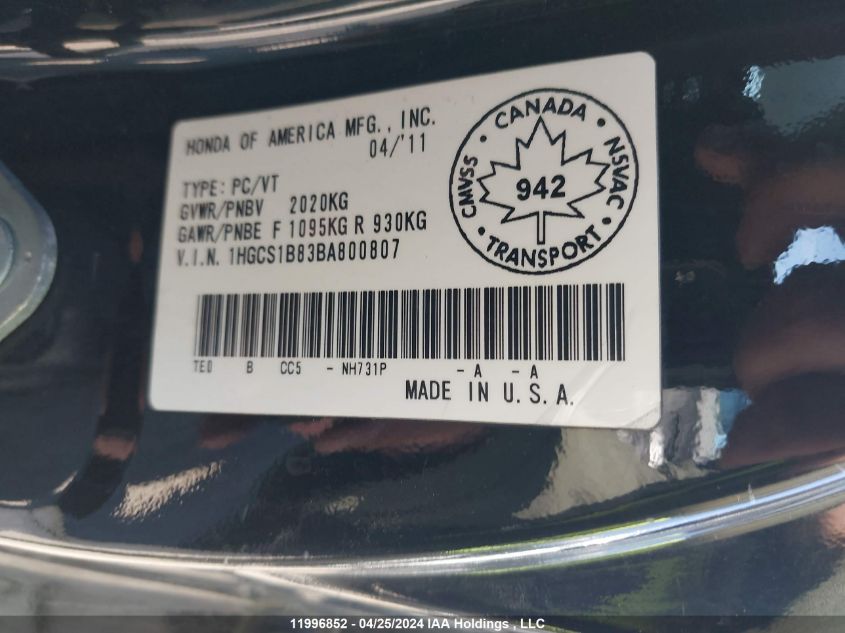 HONDA OF AMERICA MFG., INC.
04/'11
TYPE: PC/VT
GVWR/PNBV 2020KG
GAWR/PNBE F 1095KG R 930KG
V.I.N. 1HGCS1B83BA800807
CANADA
CMVSS
NSVAC
942
TRANSPORT
TE0 B CC5 - NH731P - A - A
MADE IN U.S.A.
11996852 - 04/25/2024 IAA Holdings , LLC